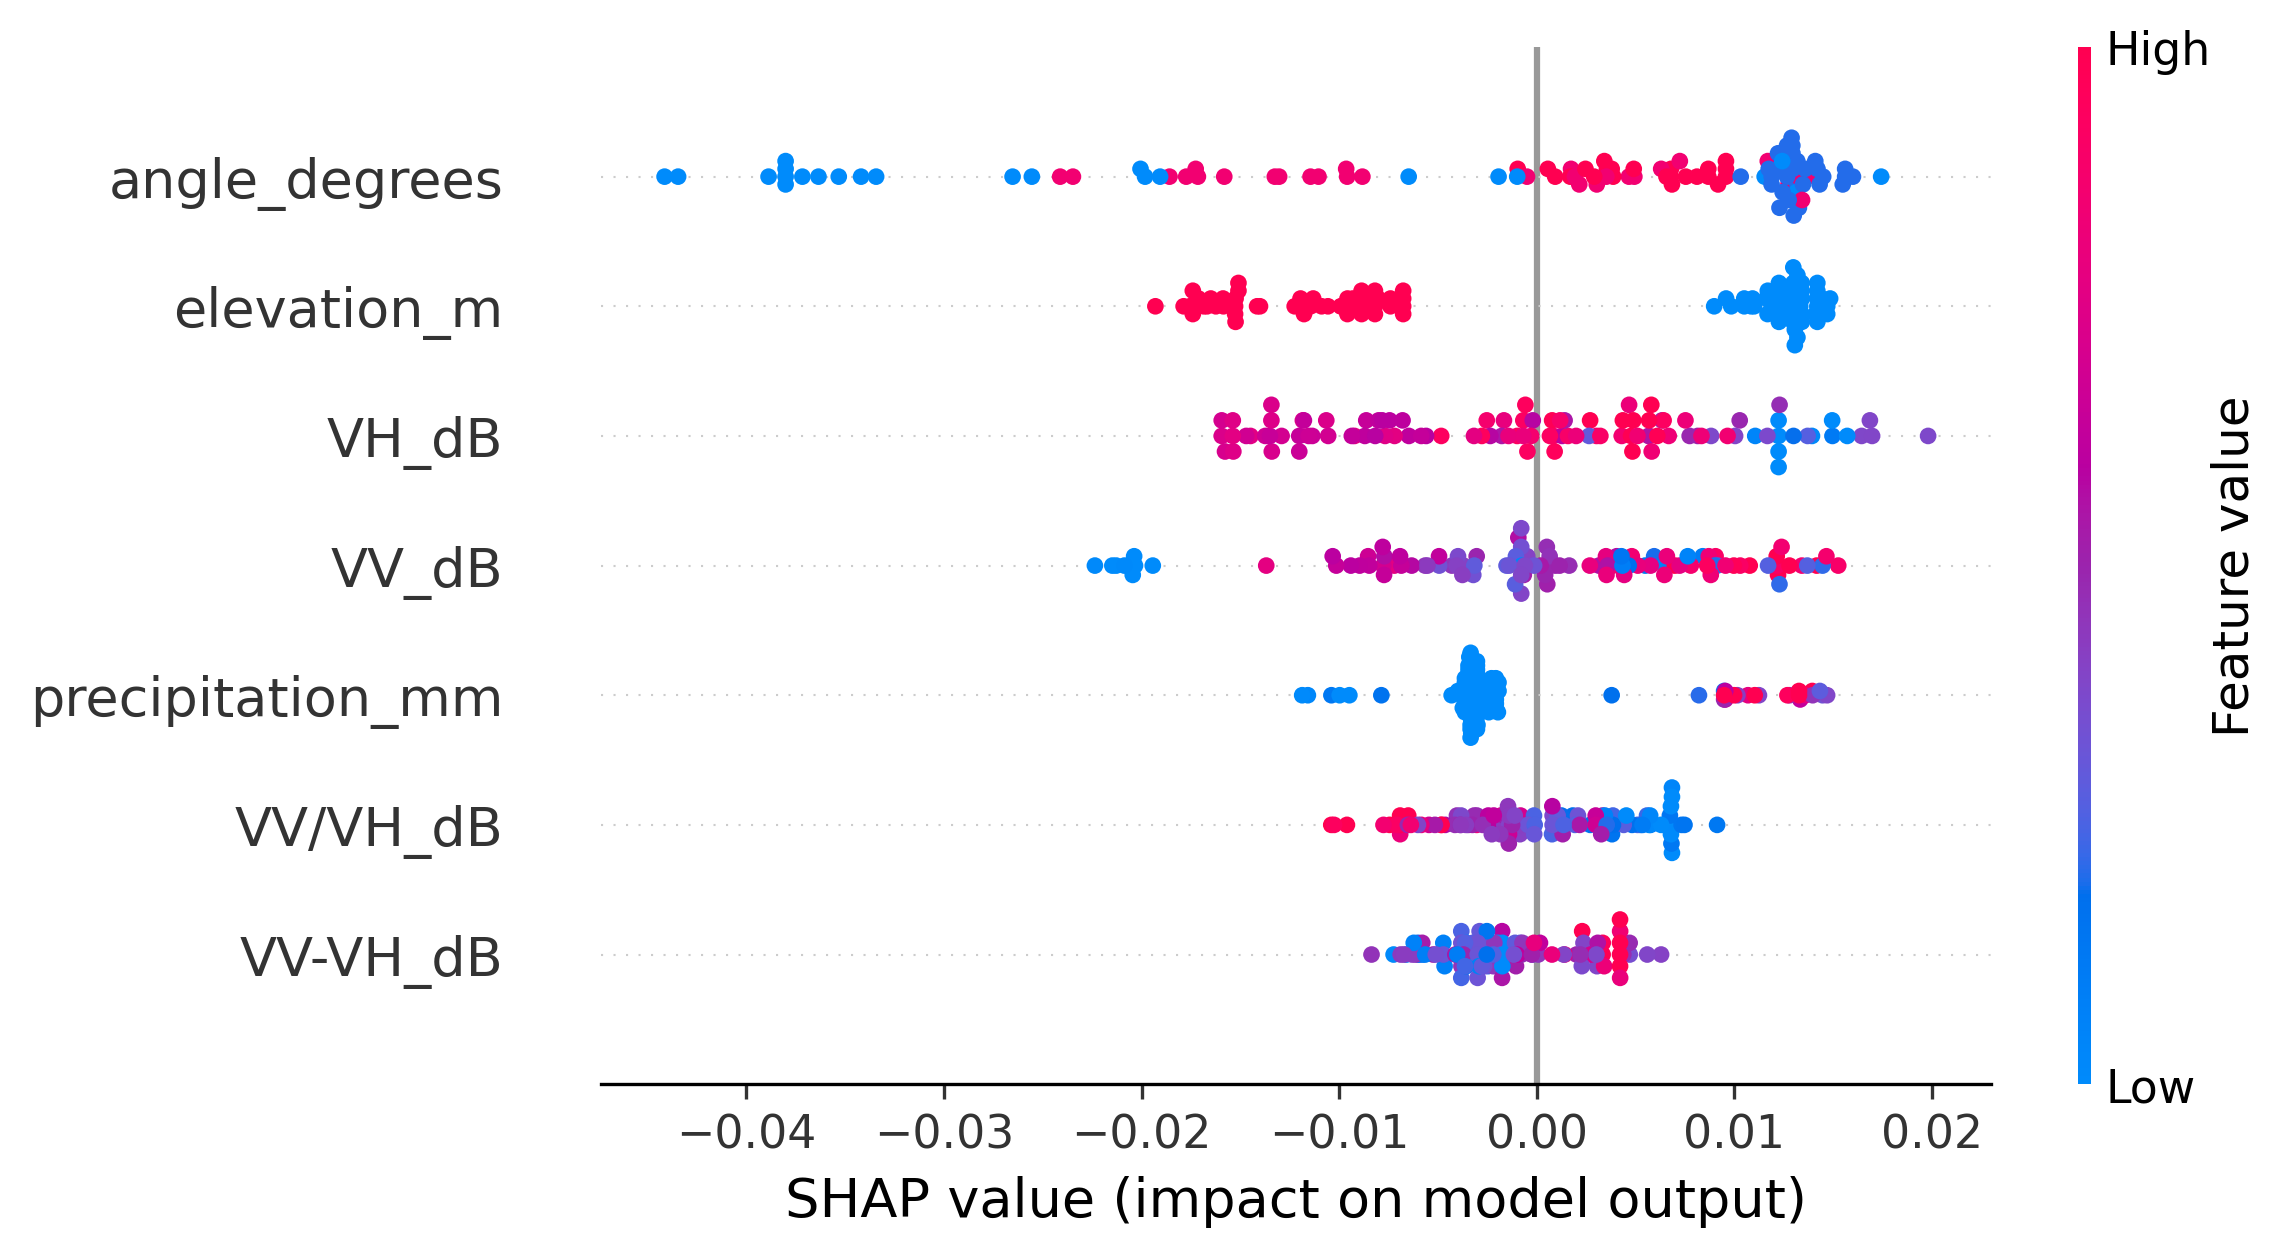 High
angle_degrees
elevation_m
VH_dB
VV_dB
precipitation_mm
VV/VH_dB
VV-VH_dB
Feature value
Low
−0.04 −0.03 −0.02 −0.01 0.00 0.01 0.02
SHAP value (impact on model output)